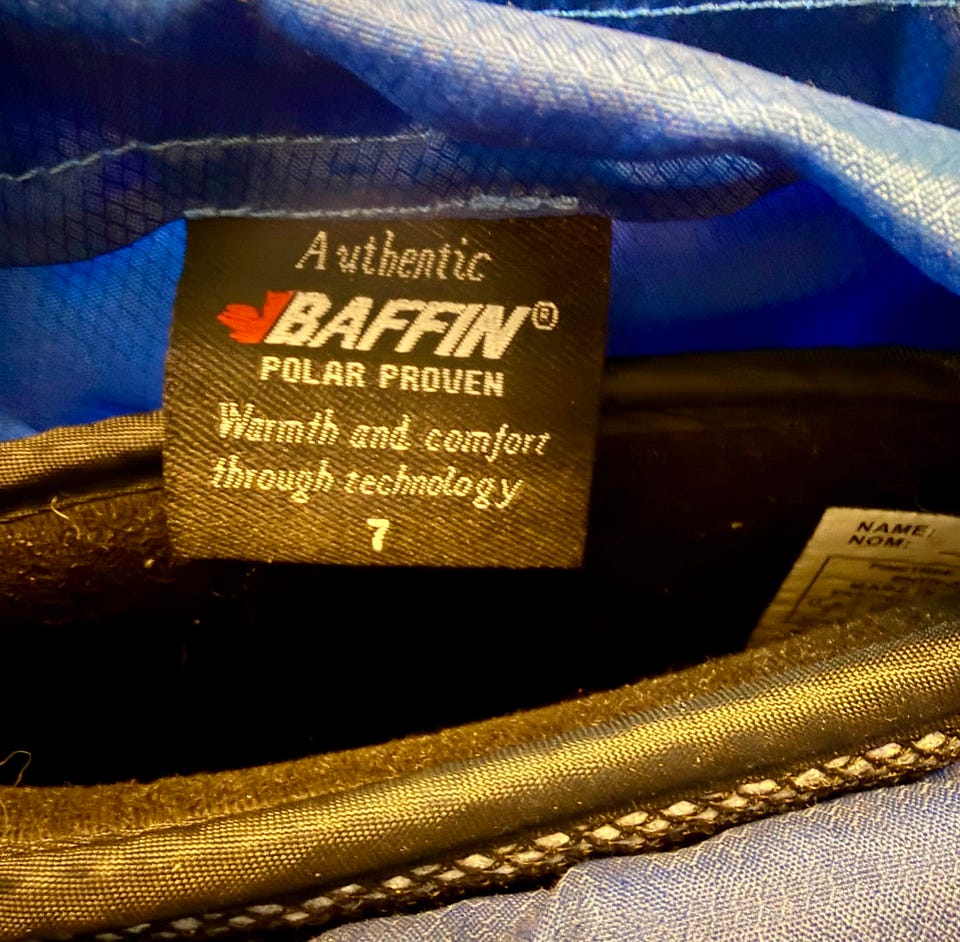 Authentic
BAFFIN®
POLAR PROVEN
Warmth and comfort
through technology
7
NAME:
NOM: